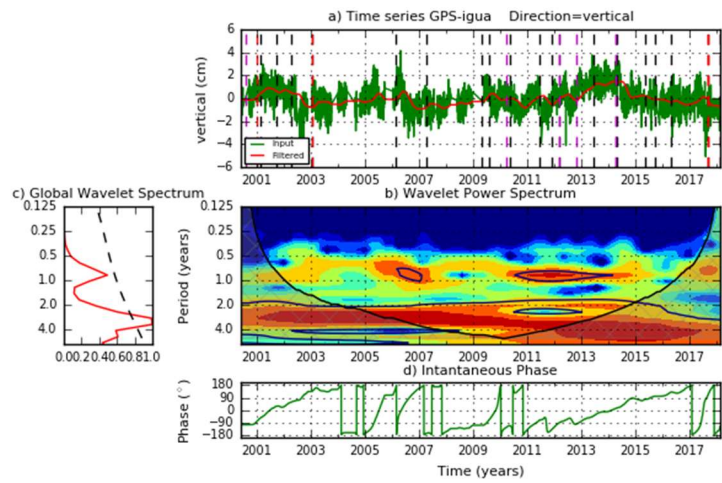 a) Time series GPS-igua Direction=vertical
vertical (cm)
6
4
2
0
−2
−4
−6
Input
Filtered
2001 2003 2005 2007 2009 2011 2013 2015 2017
c) Global Wavelet Spectrum
0.125
0.25
0.5
1.0
2.0
4.0
0.00.20.40.60.81.0
b) Wavelet Power Spectrum
Period (years)
0.125
0.25
0.5
1.0
2.0
4.0
2001 2003 2005 2007 2009 2011 2013 2015 2017
d) Intantaneous Phase
Phase (°)
180
90
0
−90
−180
2001 2003 2005 2007 2009 2011 2013 2015 2017
Time (years)